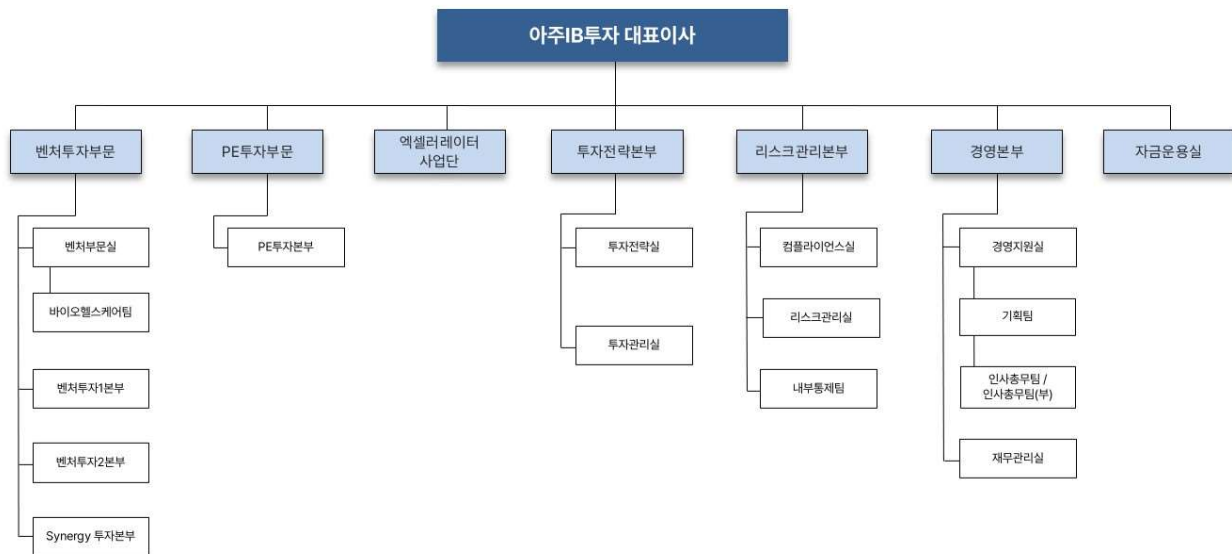 아주IB투자 대표이사
벤처투자부문
PE투자부문
엑셀러레이터
사업단
투자전략본부
리스크관리본부
경영본부
자금운용실
벤처부문실
바이오헬스케어팀
벤처투자1본부
벤처투자2본부
Synergy 투자본부
PE투자본부
투자전략실
투자관리실
컴플라이언스실
리스크관리실
내부통제팀
경영지원실
기획팀
인사총무팀 /
인사총무팀(부)
재무관리실